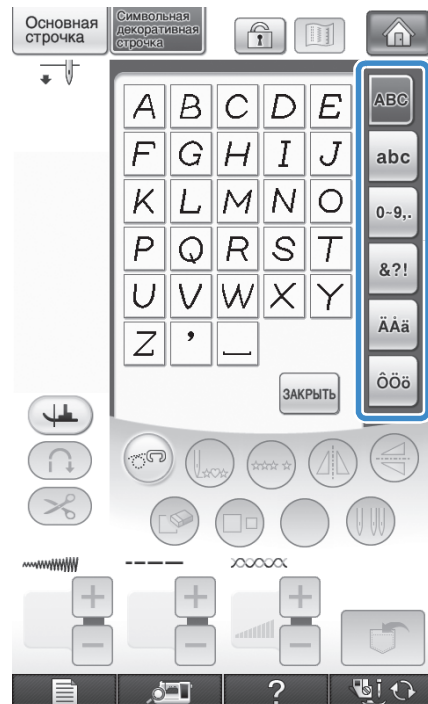 Основная
строчка
Символьная
декоративная
строчка
A B C D E
F G H I J
K L M N O
P Q R S T
U V W X Y
Z ' _
ЗАКРЫТЬ
ABC
abc
0~9,.
&?!
ÄÅä
ÔÖö
+ + +
− − −
?
i